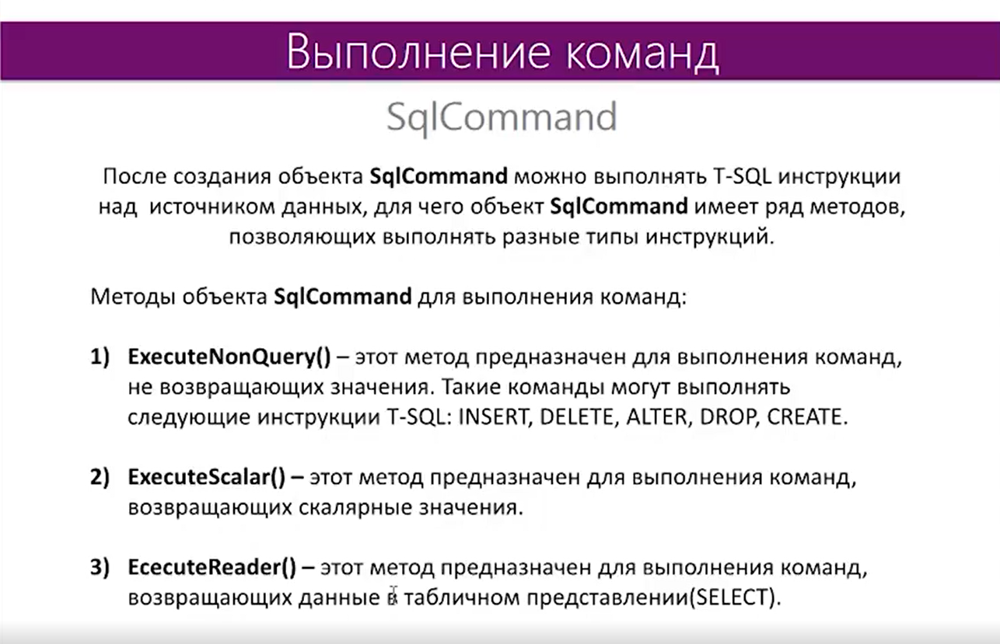 Выполнение команд
SqlCommand
После создания объекта SqlCommand можно выполнять T-SQL инструкции
над источником данных, для чего объект SqlCommand имеет ряд методов,
позволяющих выполнять разные типы инструкций.
Методы объекта SqlCommand для выполнения команд:
1) ExecuteNonQuery() – этот метод предназначен для выполнения команд,
не возвращающих значения. Такие команды могут выполнять
следующие инструкции T-SQL: INSERT, DELETE, ALTER, DROP, CREATE.
2) ExecuteScalar() – этот метод предназначен для выполнения команд,
возвращающих скалярные значения.
3) EcecuteReader() – этот метод предназначен для выполнения команд,
возвращающих данные в табличном представлении(SELECT).